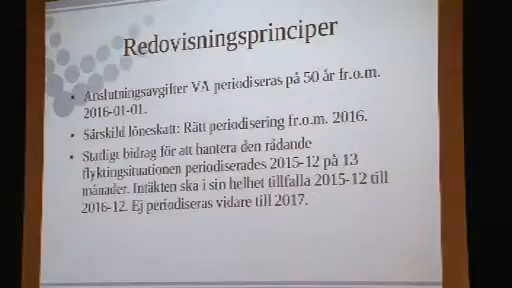 Redovisningsprinciper
• Anslutningsavgifter VA periodiseras på 50 år fr.o.m.
2016-01-01.
• Särskild löneskatt: Rätt periodisering fr.o.m. 2016.
• Statligt bidrag för att hantera den rådande
flyktingsituationen periodiserades 2015-12 på 13
månader. Intäkten ska i sin helhet tillfalla 2015-12 till
2016-12. Ej periodiseras vidare till 2017.